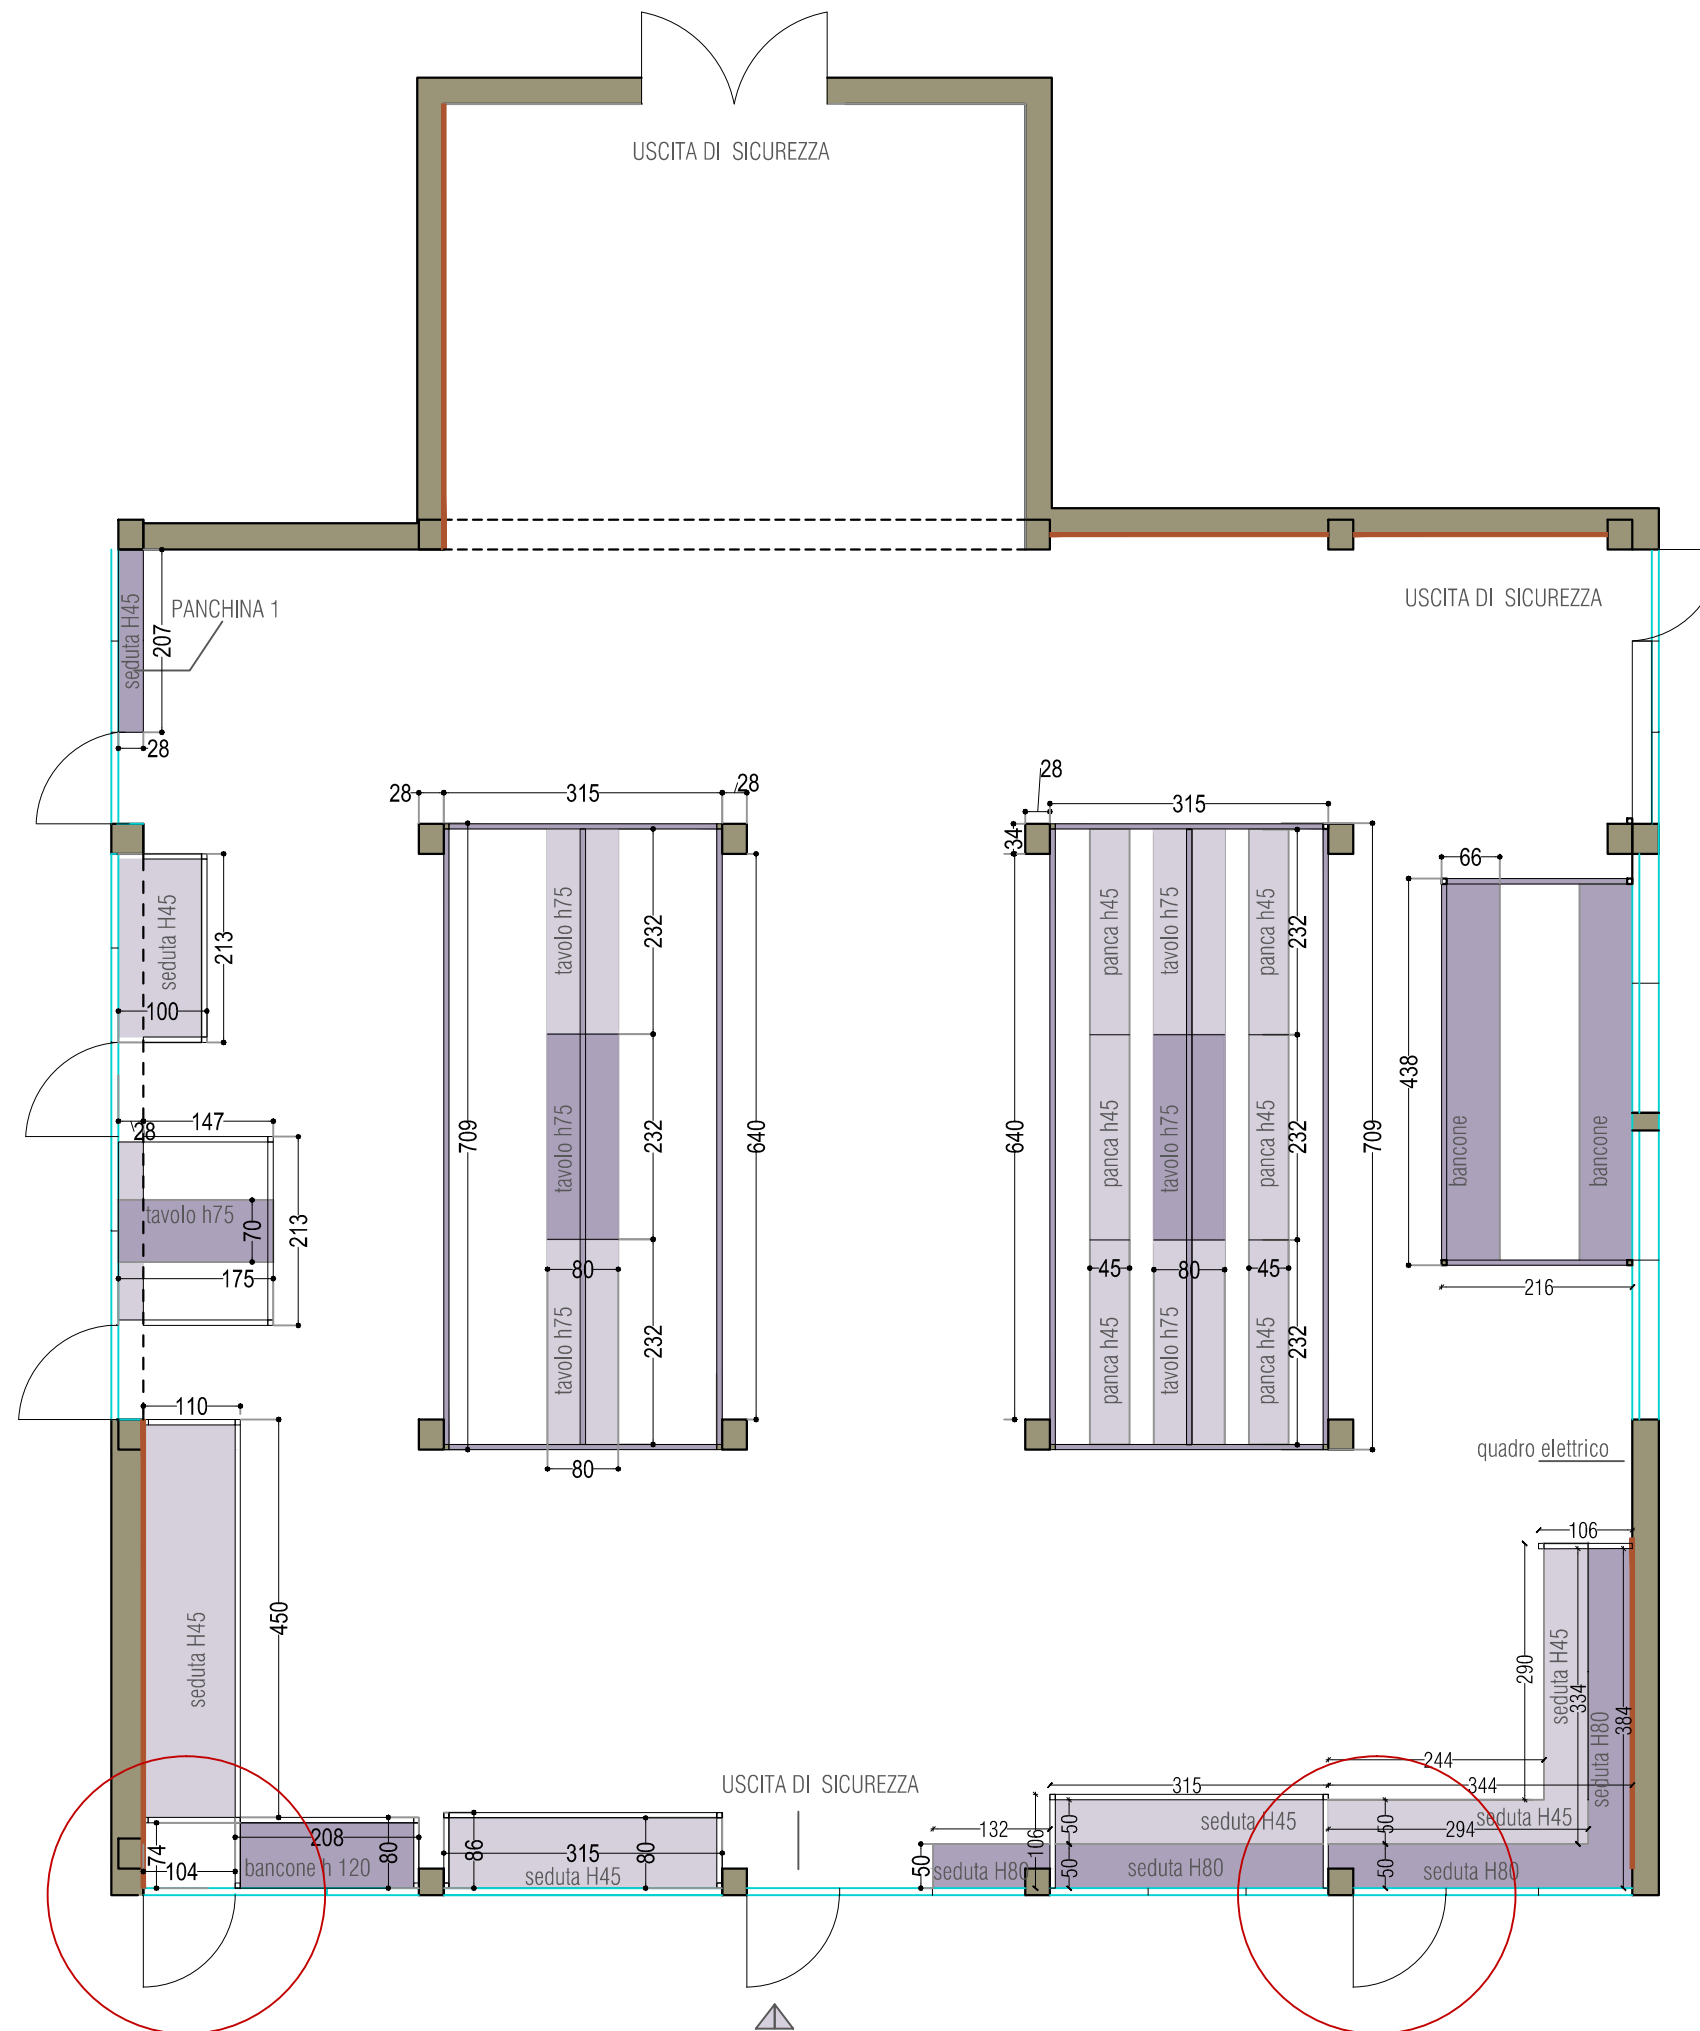 USCITA DI SICUREZZA
USCITA DI SICUREZZA
PANCHINA 1
seduta H45
207
28
28
315
28
28
315
34
66
seduta H45
213
100
tavolo h75
232
709
640
tavolo h75
232
tavolo h75
80
232
80
panca h45
tavolo h75
panca h45
232
640
709
panca h45
tavolo h75
panca h45
232
45
80
45
panca h45
tavolo h75
panca h45
232
438
bancone
bancone
216
147
28
tavolo h75
70
213
175
110
450
seduta H45
quadro elettrico
106
290
seduta H45
334
seduta H80
384
USCITA DI SICUREZZA
244
315
344
74
104
208
bancone h 120
80
86
315
80
seduta H45
132
50
seduta H80
106
50
50
seduta H45
seduta H80
50
50
seduta H45
294
seduta H80